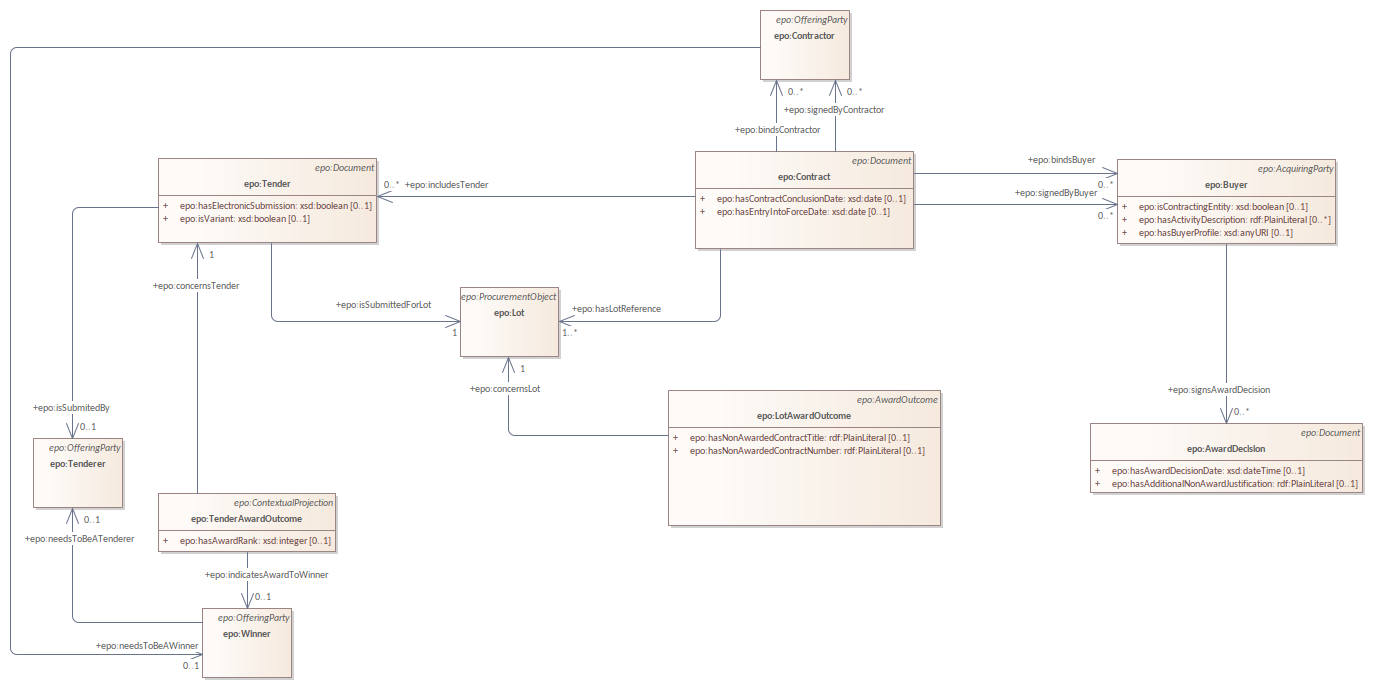 epo:OfferingParty
epo:Contractor
0..*
0..*
+epo:signedByContractor
+epo:bindsContractor
epo:Document
epo:Tender
+ epo:hasElectronicSubmission: xsd:boolean [0..1]
+ epo:isVariant: xsd:boolean [0..1]
0..* +epo:includesTender
epo:Document
epo:Contract
+ epo:hasContractConclusionDate: xsd:date [0..1]
+ epo:hasEntryIntoForceDate: xsd:date [0..1]
+epo:bindsBuyer
0..*
+epo:signedByBuyer
0..*
epo:AcquiringParty
epo:Buyer
+ epo:isContractingEntity: xsd:boolean [0..1]
+ epo:hasActivityDescription: rdf:PlainLiteral [0..*]
+ epo:hasBuyerProfile: xsd:anyURI [0..1]
1
+epo:concernsTender
+epo:isSubmittedForLot
1
epo:ProcurementObject
epo:Lot
+epo:hasLotReference
1..*
1
+epo:concernsLot
epo:AwardOutcome
epo:LotAwardOutcome
+ epo:hasNonAwardedContractTitle: rdf:PlainLiteral [0..1]
+ epo:hasNonAwardedContractNumber: rdf:PlainLiteral [0..1]
+epo:signsAwardDecision
0..*
epo:Document
epo:AwardDecision
+ epo:hasAwardDecisionDate: xsd:dateTime [0..1]
+ epo:hasAdditionalNonAwardJustification: rdf:PlainLiteral [0..1]
+epo:isSubmitedBy
0..1
epo:OfferingParty
epo:Tenderer
0..1
+epo:needsToBeATenderer
epo:ContextualProjection
epo:TenderAwardOutcome
+ epo:hasAwardRank: xsd:integer [0..1]
+epo:indicatesAwardToWinner
0..1
epo:OfferingParty
epo:Winner
+epo:needsToBeAWinner
0..1